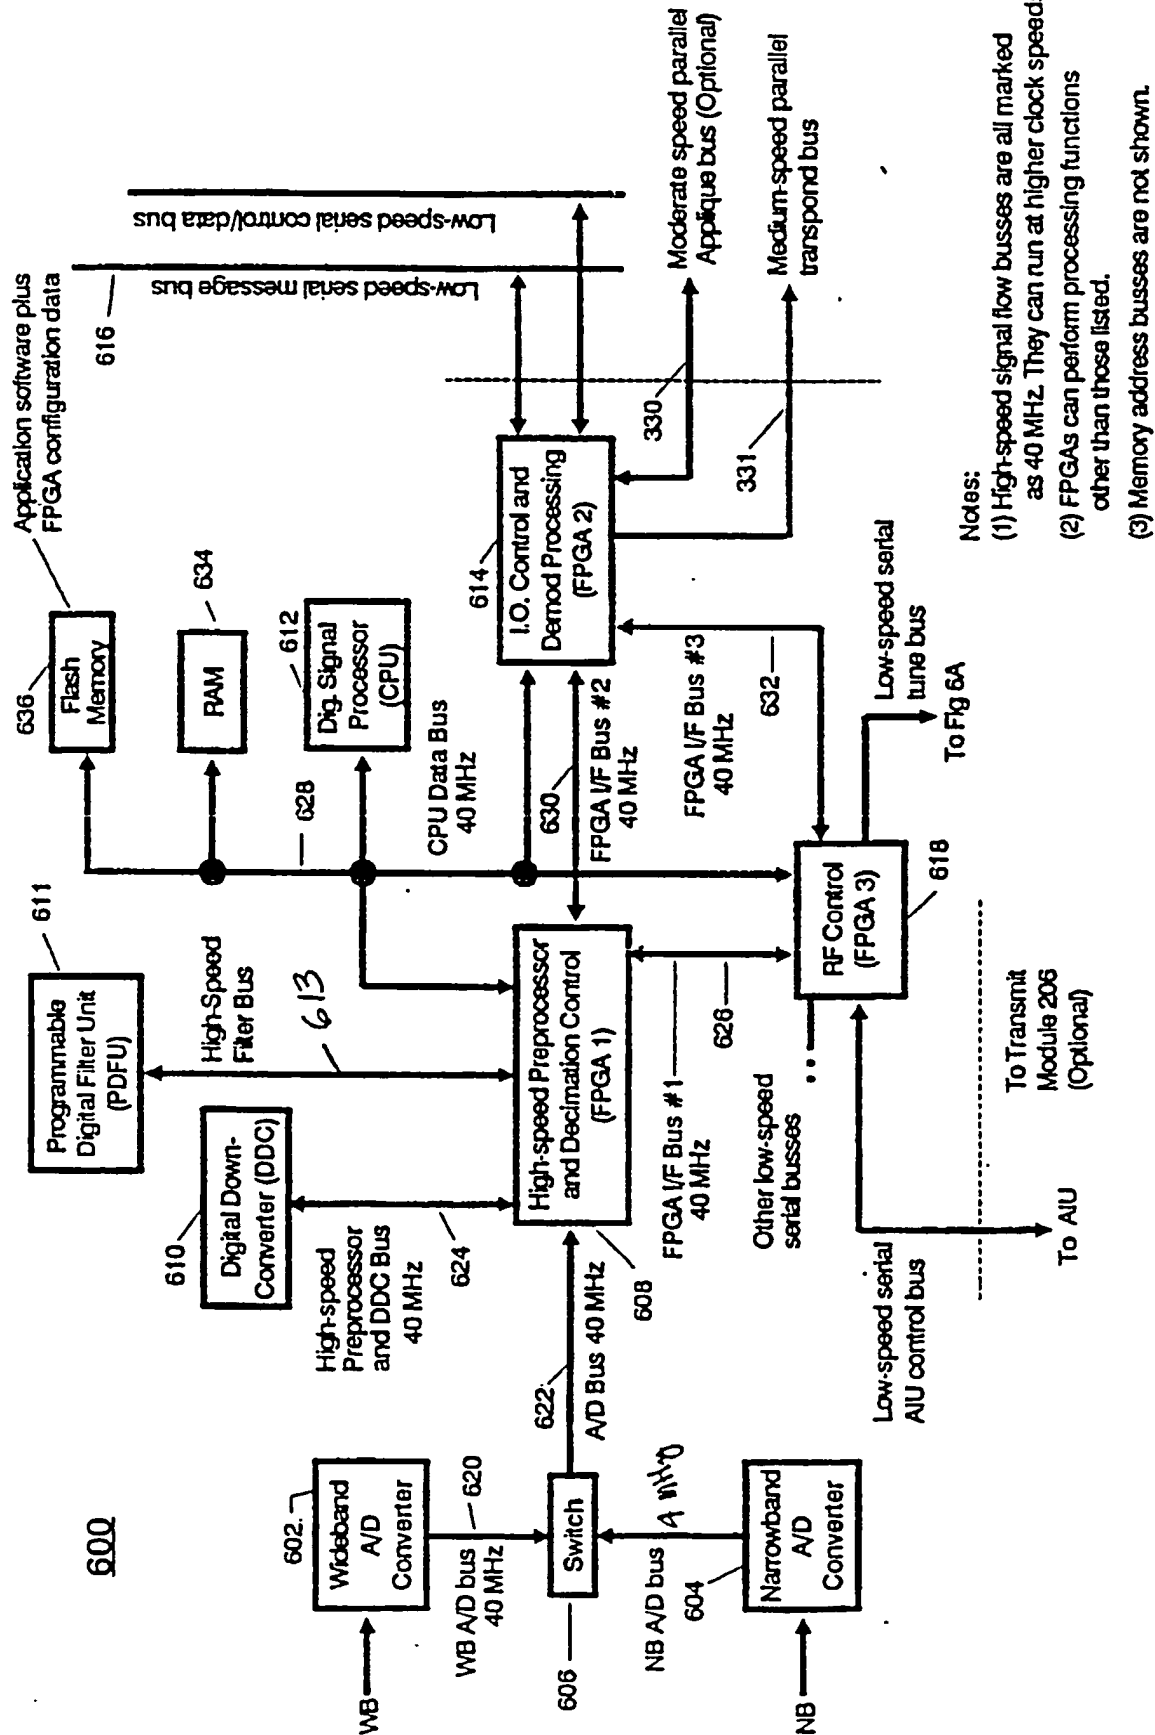 600
WB
602.
Wideband
A/D
Converter
620
WB A/D bus
40 MHz
Switch
606
NB A/D bus
604
Narrowband
A/D
Converter
NB
622
A/D Bus 40 MHz
608
610
Digital Down-
Converter (DDC)
High-speed
Preprocessor
and DDC Bus
40 MHz
624
611
Programmable
Digital Filter Unit
(PDFU)
High-Speed
Filter Bus
613
High-speed Preprocessor
and Decimation Control
(FPGA 1)
FPGA I/F Bus #1
40 MHz
626
Other low-speed
serial busses
...
Low-speed serial
AIU control bus
To AIU
To Transmit
Module 206
(Optional)
RF Control
(FPGA 3)
618
Low-speed serial
tune bus
To Fig 6A
628
CPU Data Bus
40 MHz
630
FPGA I/F Bus #2
40 MHz
FPGA I/F Bus #3
40 MHz
632
636
Flash
Memory
Application software plus
FPGA configuration data
634
RAM
612
Dig. Signal
Processor
(CPU)
614
I.O. Control and
Demod Processing
(FPGA 2)
616
Low-speed serial message bus
Low-speed serial control/data bus
330
Moderate speed parallel
Applique bus (Optional)
331
Medium-speed parallel
transpond bus
Notes:
(1) High-speed signal flow busses are all marked
as 40 MHz. They can run at higher clock speed
(2) FPGAs can perform processing functions
other than those listed.
(3) Memory address busses are not shown.